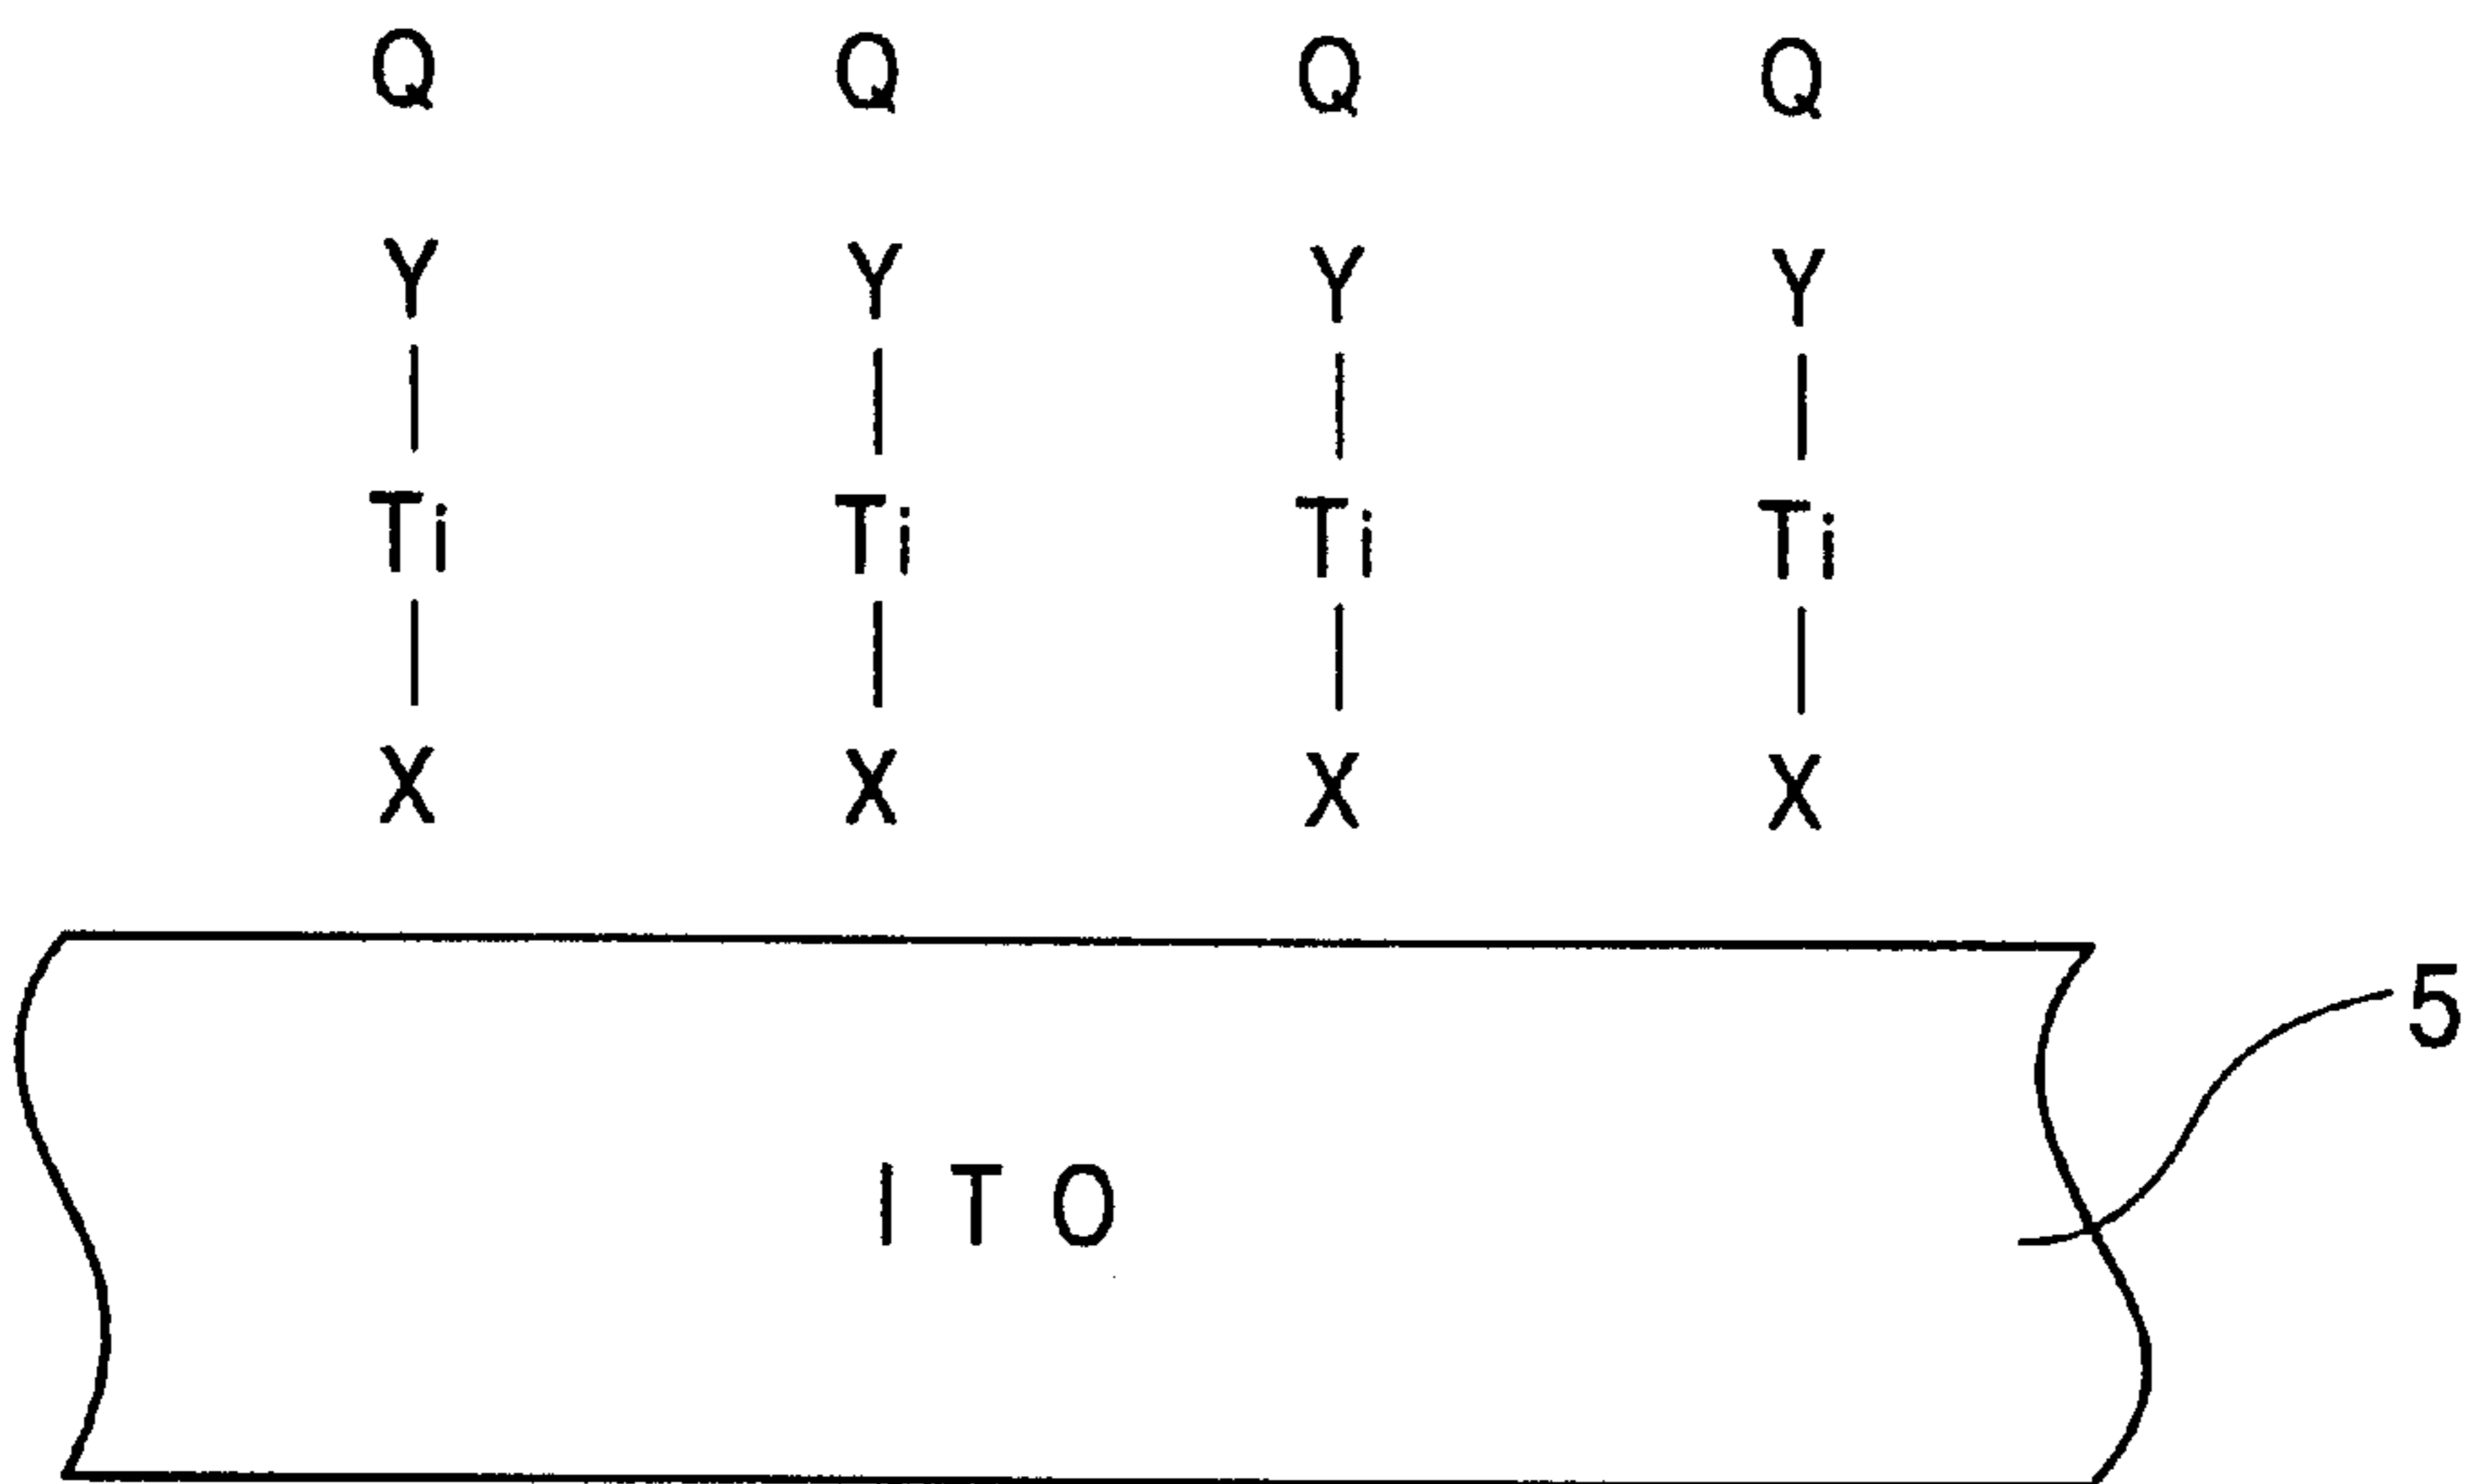 Q Q Q Q
Y Y Y Y
Ti Ti Ti Ti
X X X X
5
ITO